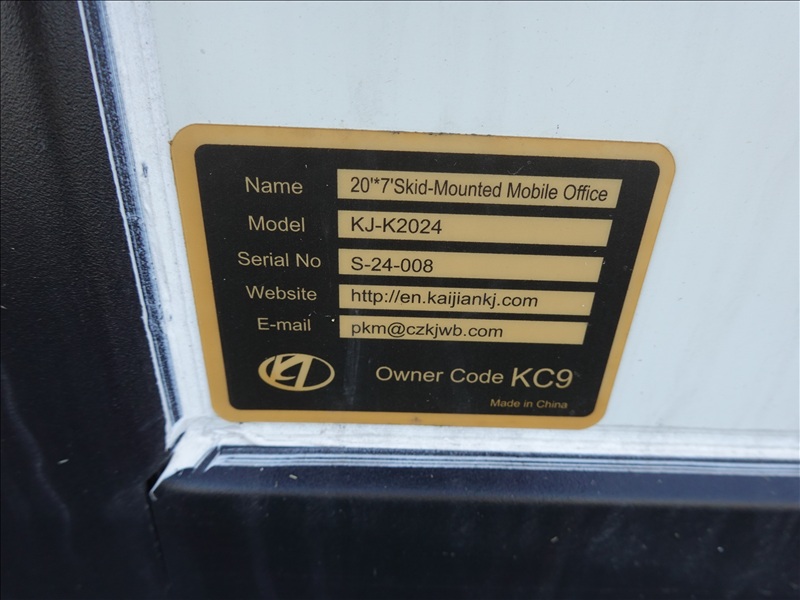 Name 20'*7'Skid-Mounted Mobile Office
Model KJ-K2024
Serial No S-24-008
Website http://en.kaijiankj.com
E-mail pkm@czkjwb.com
Owner Code KC9
Made in China